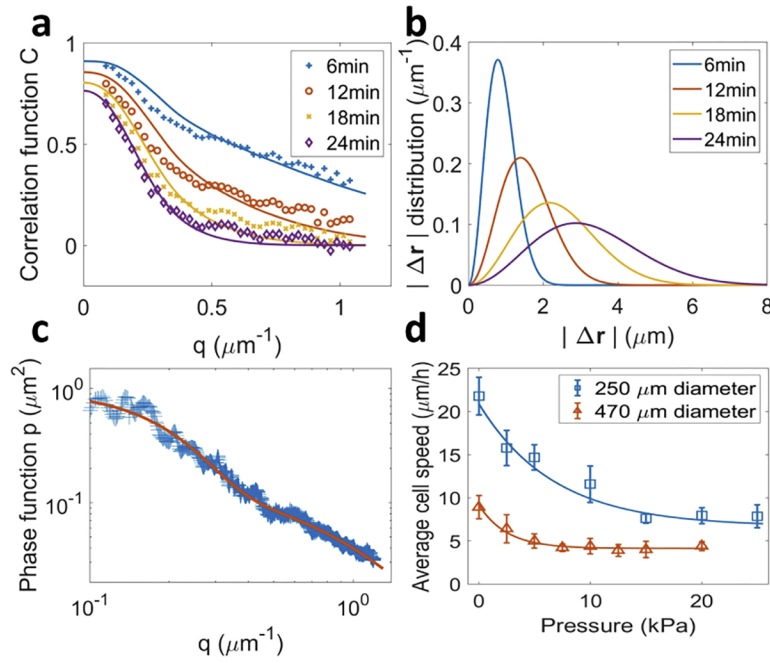 a
Correlation function C
1
0.5
0
0
0.5
1
q (μm⁻¹)
6min
12min
18min
24min
b
| Δr | distribution (μm⁻¹)
0.4
0.3
0.2
0.1
0
0
2
4
6
8
| Δr | (μm)
6min
12min
18min
24min
c
Phase function p (μm²)
10⁰
10⁻¹
10⁻¹
10⁰
q (μm⁻¹)
d
Average cell speed (μm/h)
25
20
15
10
5
0
0
5
10
15
20
25
Pressure (kPa)
250 μm diameter
470 μm diameter